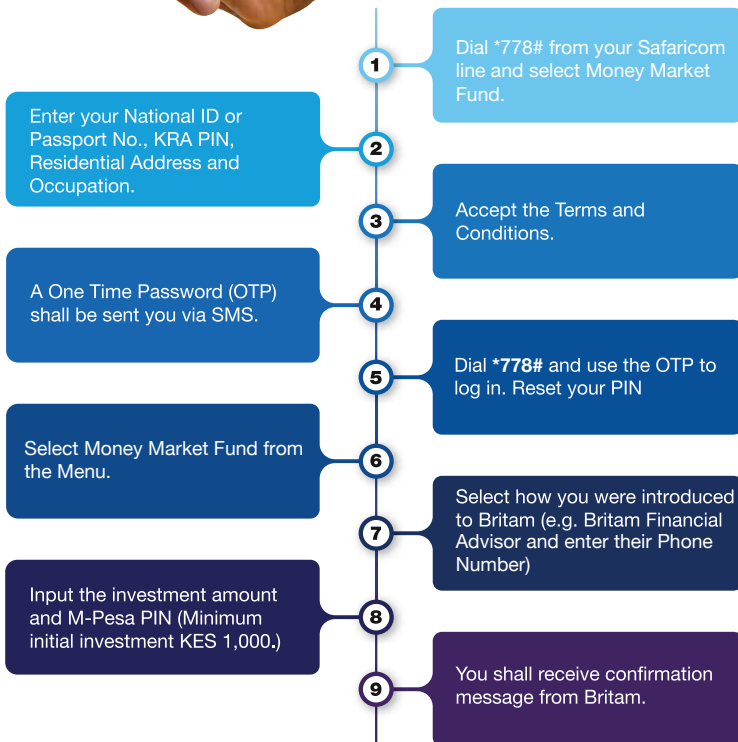 1
Dial *778# from your Safaricom
line and select Money Market
Fund.
2
Enter your National ID or
Passport No., KRA PIN,
Residential Address and
Occupation.
3
Accept the Terms and
Conditions.
4
A One Time Password (OTP)
shall be sent you via SMS.
5
Dial *778# and use the OTP to
log in. Reset your PIN
6
Select Money Market Fund from
the Menu.
7
Select how you were introduced
to Britam (e.g. Britam Financial
Advisor and enter their Phone
Number)
8
Input the investment amount
and M-Pesa PIN (Minimum
initial investment KES 1,000.)
9
You shall receive confirmation
message from Britam.